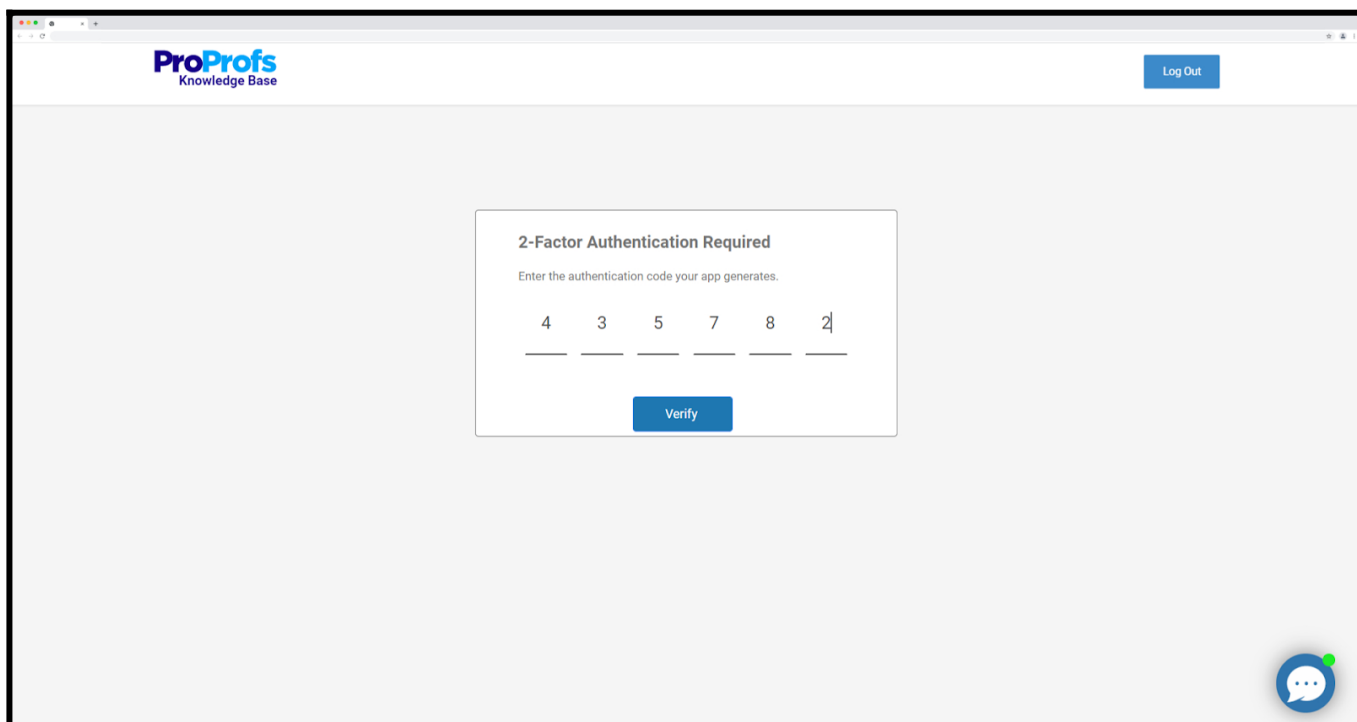 ProProfs
Knowledge Base
Log Out
2-Factor Authentication Required
Enter the authentication code your app generates.
4 3 5 7 8 2
Verify